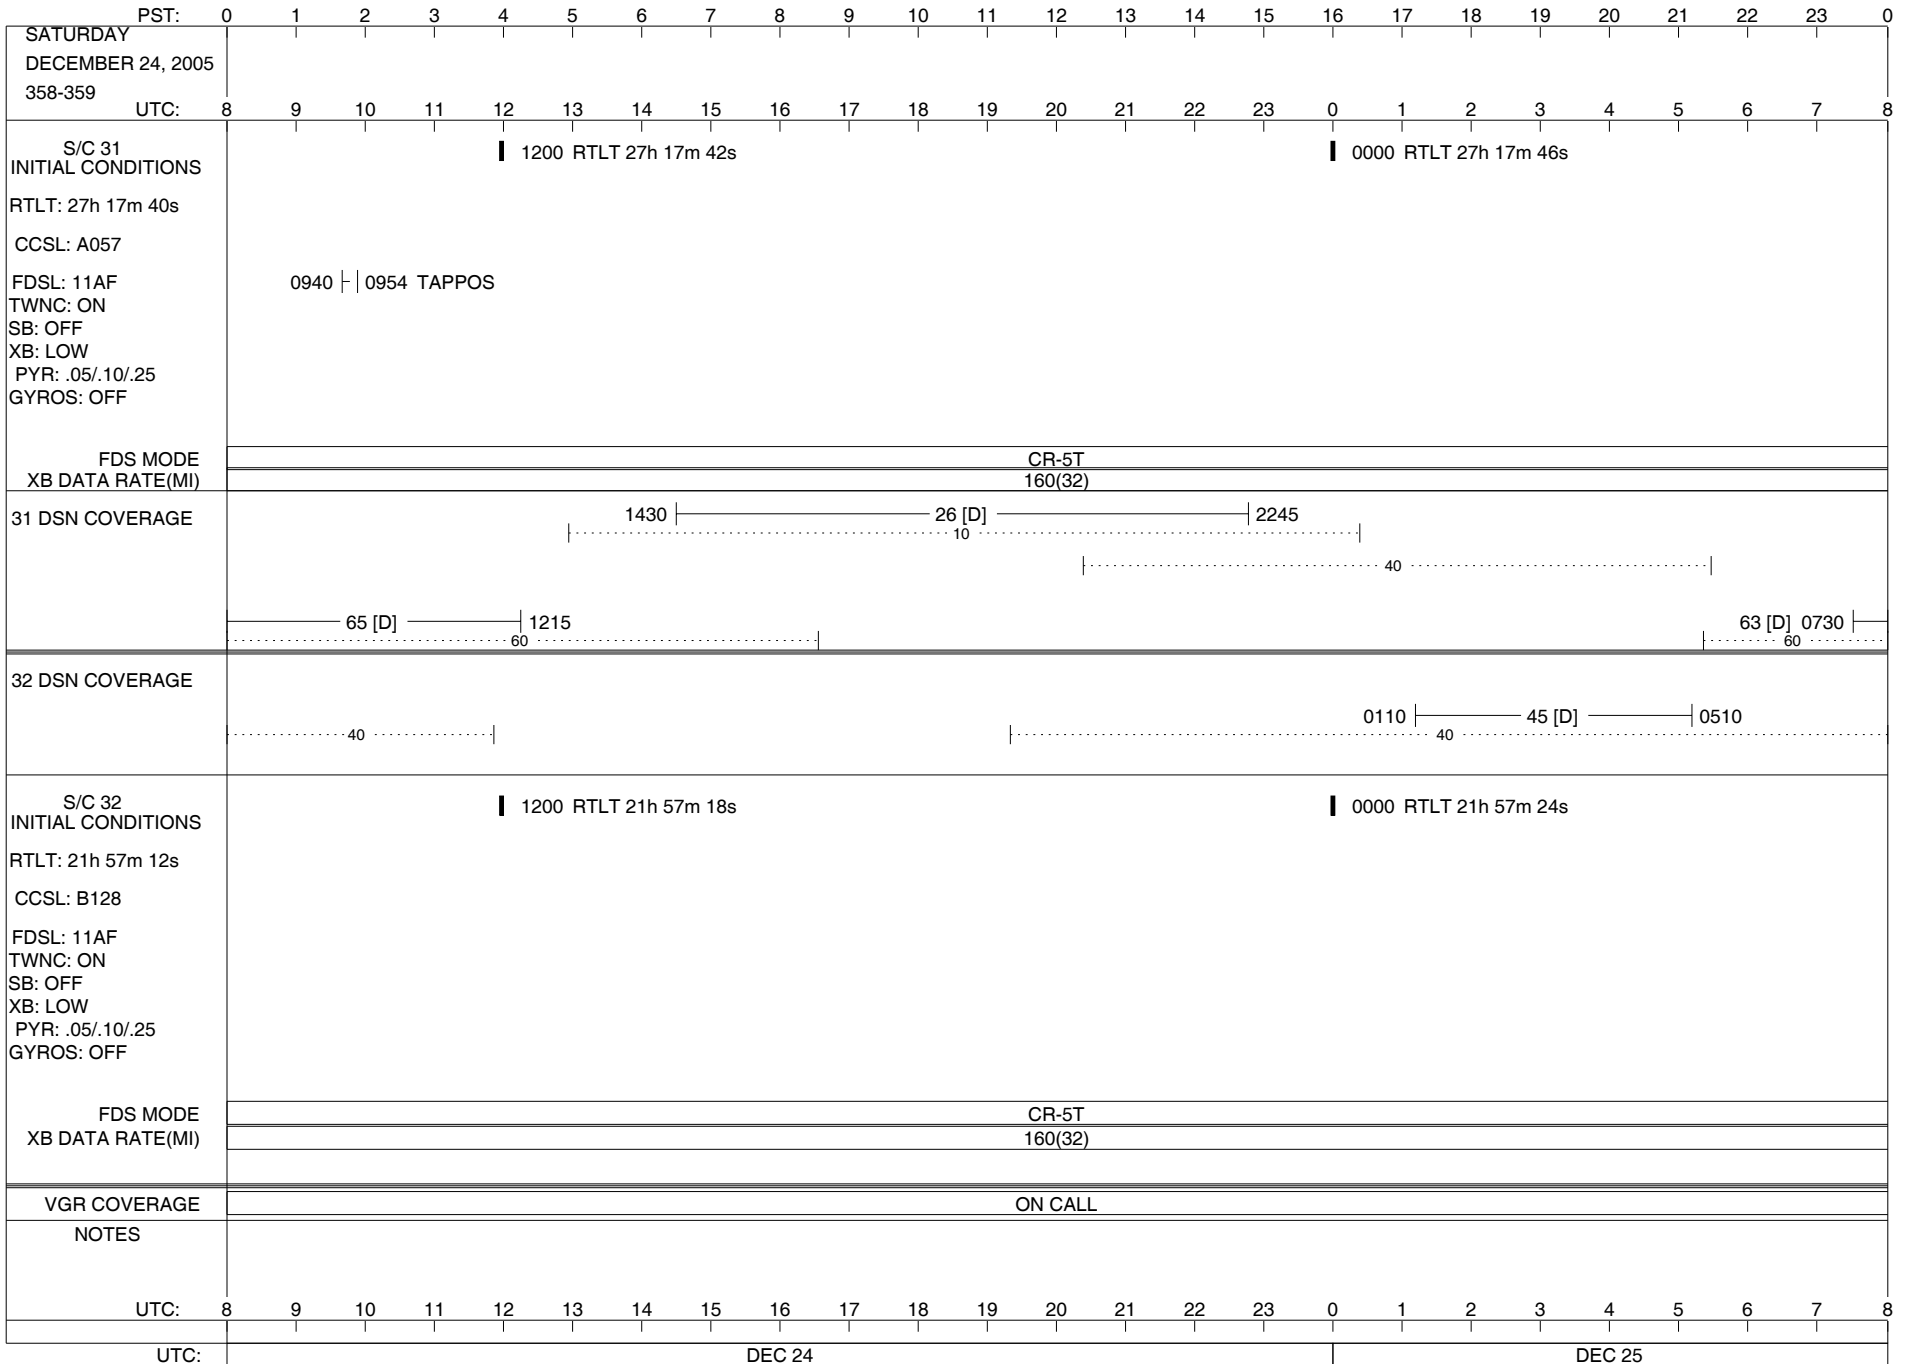 PST: 0 1 2 3 4 5 6 7 8 9 10 11 12 13 14 15 16 17 18 19 20 21 22 23 0
SATURDAY
DECEMBER 24, 2005
358-359
UTC: 8 9 10 11 12 13 14 15 16 17 18 19 20 21 22 23 0 1 2 3 4 5 6 7 8
S/C 31
INITIAL CONDITIONS
1200 RTLT 27h 17m 42s
0000 RTLT 27h 17m 46s
RTLT: 27h 17m 40s
CCSL: A057
FDSL: 11AF
0940 0954 TAPPOS
TWNC: ON
SB: OFF
XB: LOW
PYR: .05/.10/.25
GYROS: OFF
FDS MODE CR-5T
XB DATA RATE(MI) 160(32)
31 DSN COVERAGE
1430 26 [D] 2245
10
40
65 [D] 1215
63 [D] 0730
60
60
32 DSN COVERAGE
0110 45 [D] 0510
40
40
S/C 32
INITIAL CONDITIONS
1200 RTLT 21h 57m 18s
0000 RTLT 21h 57m 24s
RTLT: 21h 57m 12s
CCSL: B128
FDSL: 11AF
TWNC: ON
SB: OFF
XB: LOW
PYR: .05/.10/.25
GYROS: OFF
FDS MODE CR-5T
XB DATA RATE(MI) 160(32)
VGR COVERAGE ON CALL
NOTES
UTC: 8 9 10 11 12 13 14 15 16 17 18 19 20 21 22 23 0 1 2 3 4 5 6 7 8
UTC: DEC 24 DEC 25